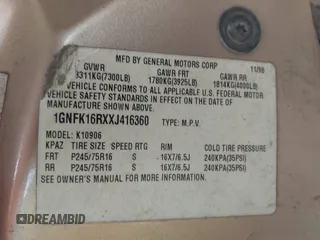 MFD BY GENERAL MOTORS CORP 11/98
GVWR GAWR FRT GAWR RR
3311KG(7300LB) 1780KG(3925LB) 1814KG(4000LB)
THIS VEHICLE CONFORMS TO ALL APPLICABLE U.S. FEDERAL MOTOR
VEHICLE SAFETY STANDARDS IN EFFECT ON THE DATE OF
MANUFACTURE SHOWN ABOVE.
1GNFK16RXXJ416360 TYPE: M.P.V.
MODEL: K10906
KPAZ TIRE SIZE SPEED RTG RIM COLD TIRE PRESSURE
FRT P245/75R16 16X7/6.5J 240KPA(35PSI)
RR P245/75R16 16X7/6.5J 240KPA(35PSI)
SEE OWNER'S MANUAL FOR MORE INFORMATION.
DREAMBID